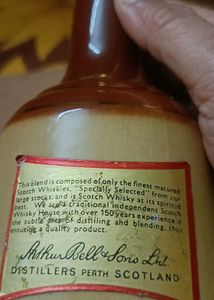 This blend is composed of only the finest matured
Scotch Whiskies, "Specially Selected" from our
large stocks, and is Scotch Whisky at its spirited
best. We are a traditional independent Scotch
Whisky House with over 150 years experience in
the subtle arts of distilling and blending, thus
ensuring a quality product.
Arthur Bell & Sons Ltd.
DISTILLERS PERTH SCOTLAND